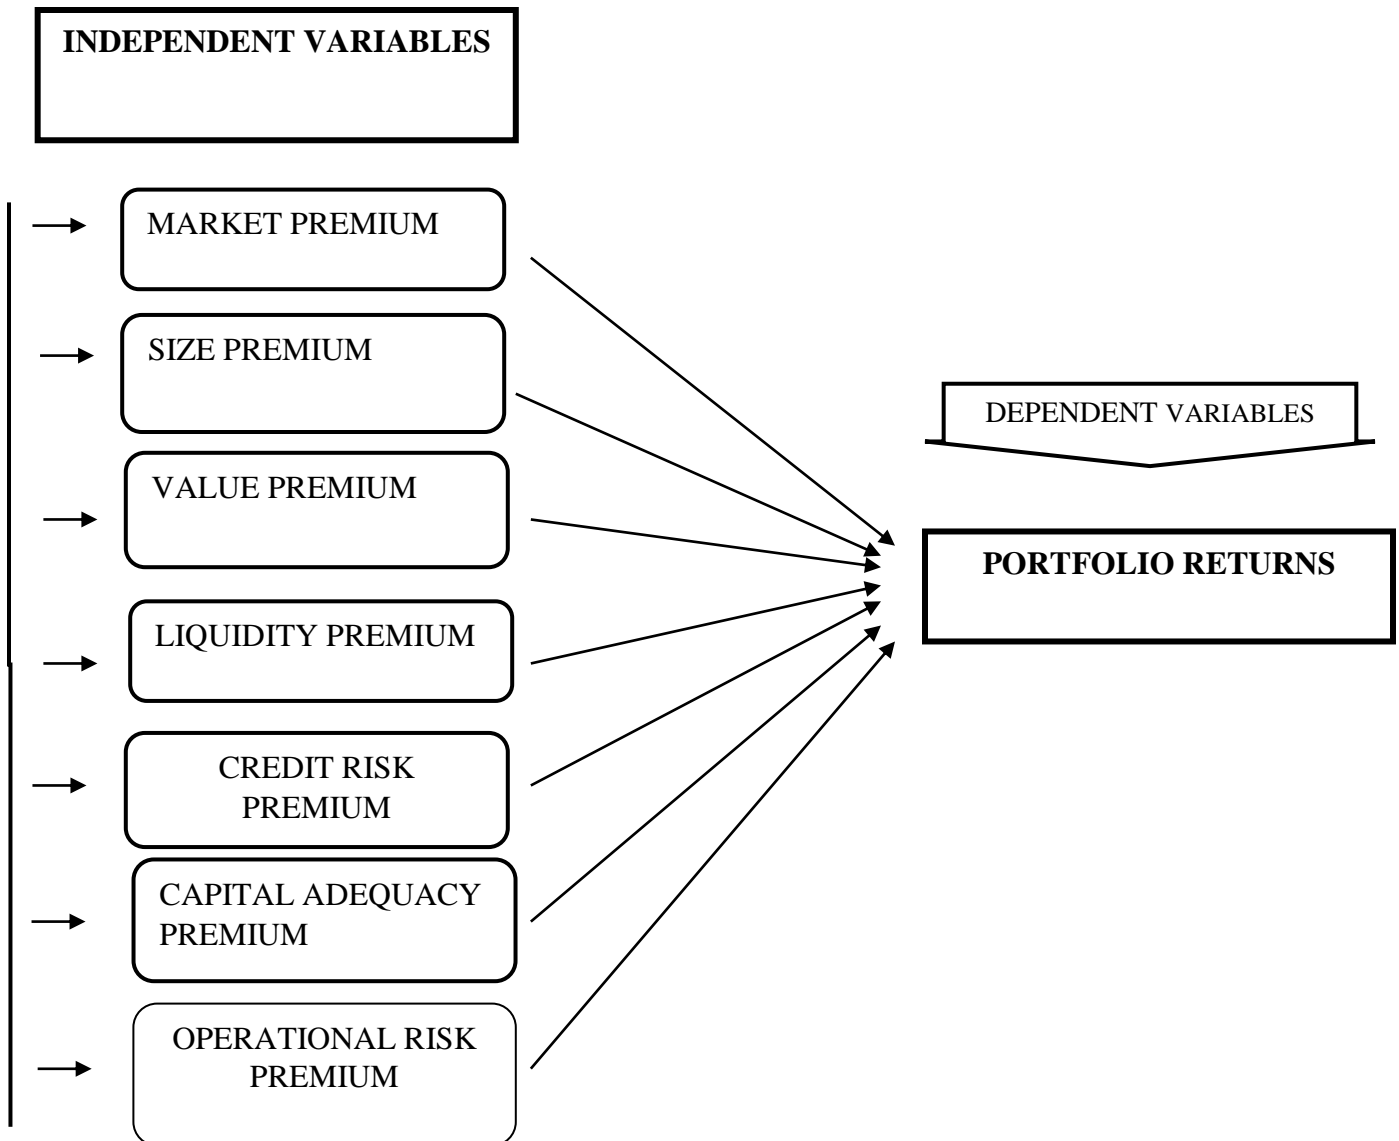 INDEPENDENT VARIABLES
MARKET PREMIUM
SIZE PREMIUM
VALUE PREMIUM
LIQUIDITY PREMIUM
CREDIT RISK
PREMIUM
CAPITAL ADEQUACY
PREMIUM
OPERATIONAL RISK
PREMIUM
DEPENDENT VARIABLES
PORTFOLIO RETURNS